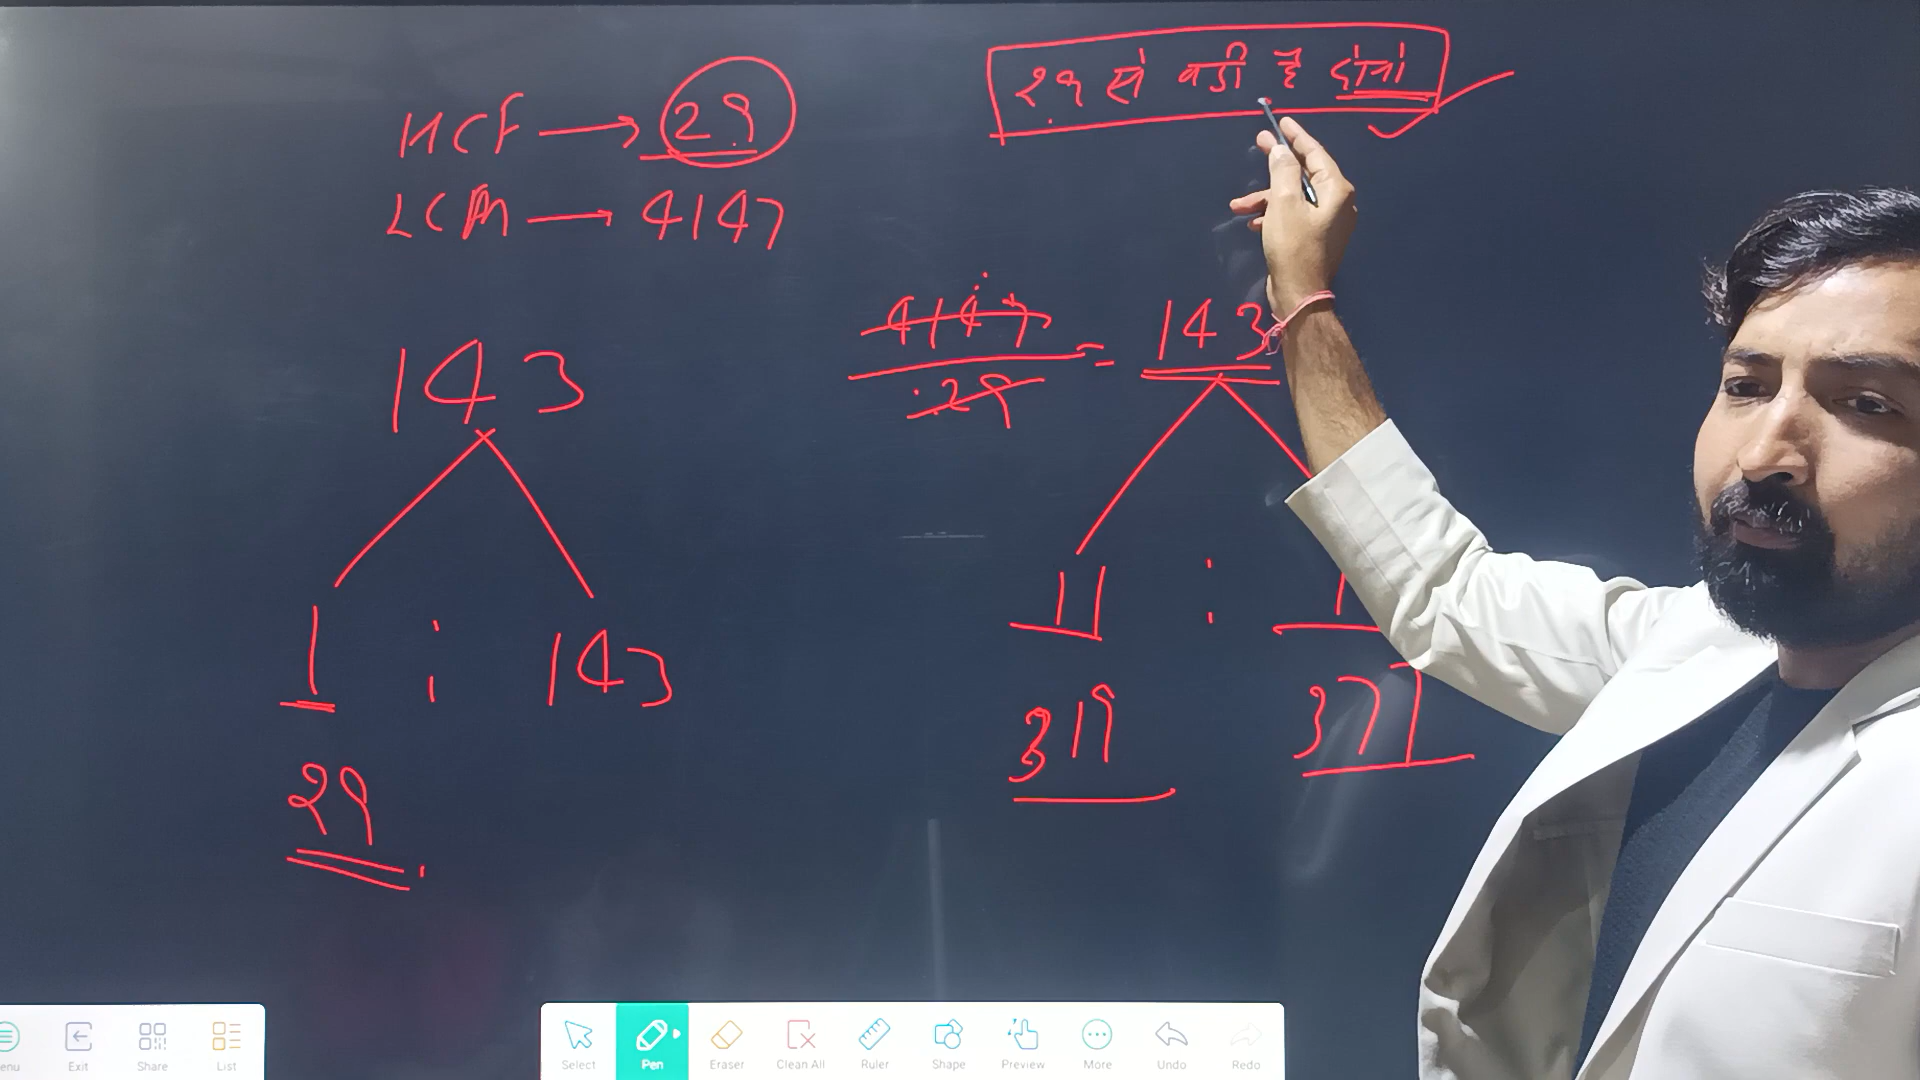 29 से बड़ी है दोनों
HCF → 29
LCM → 4147
4147
29
= 143
143
11 : 1
1 : 143
319
377
29
Exit
Share
List
Select
Pen
Eraser
Clean All
Ruler
Shape
Preview
More
Undo
Redo